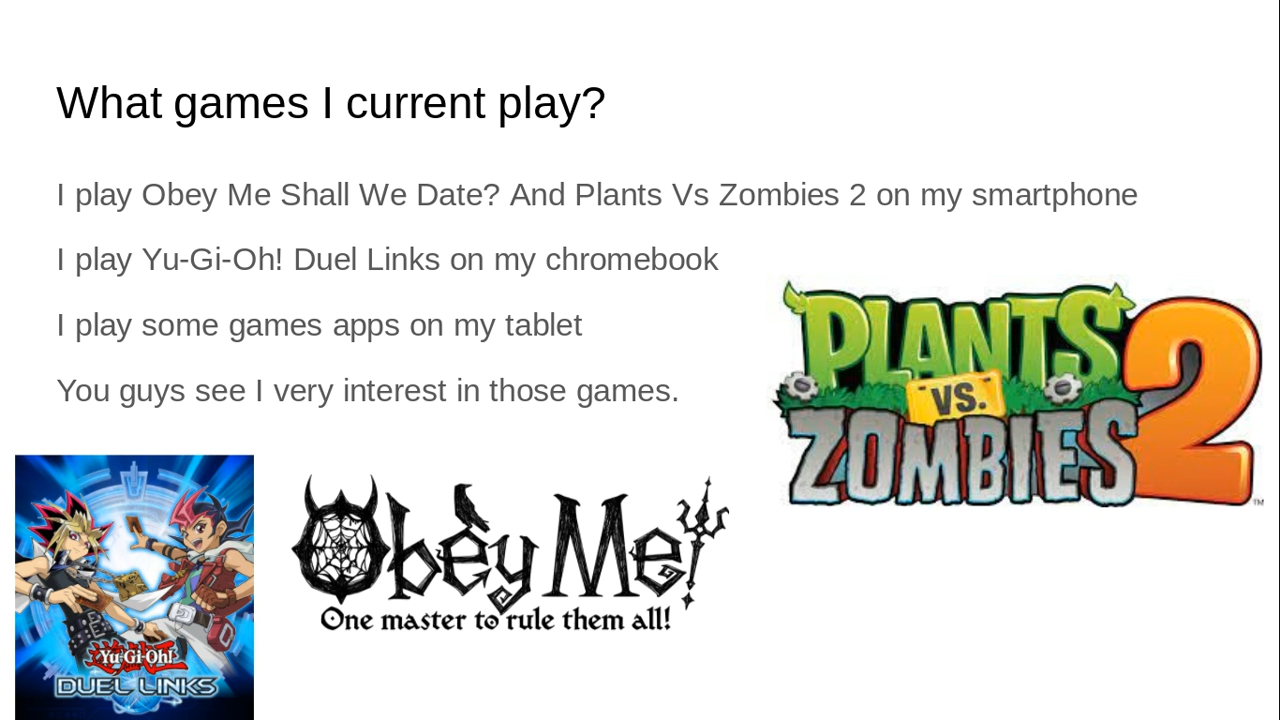 What games I current play?
I play Obey Me Shall We Date? And Plants Vs Zombies 2 on my smartphone
I play Yu-Gi-Oh! Duel Links on my chromebook
I play some games apps on my tablet
You guys see I very interest in those games.
PLANTS
VS.
ZOMBIES 2
TM
Obey Me!
One master to rule them all!
Yu-Gi-Oh!
DUEL LINKS